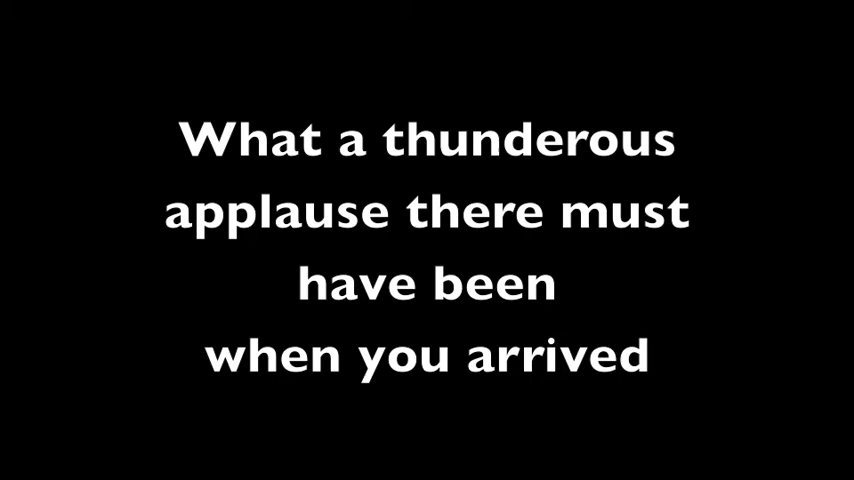 What a thunderous
applause there must
have been
when you arrived